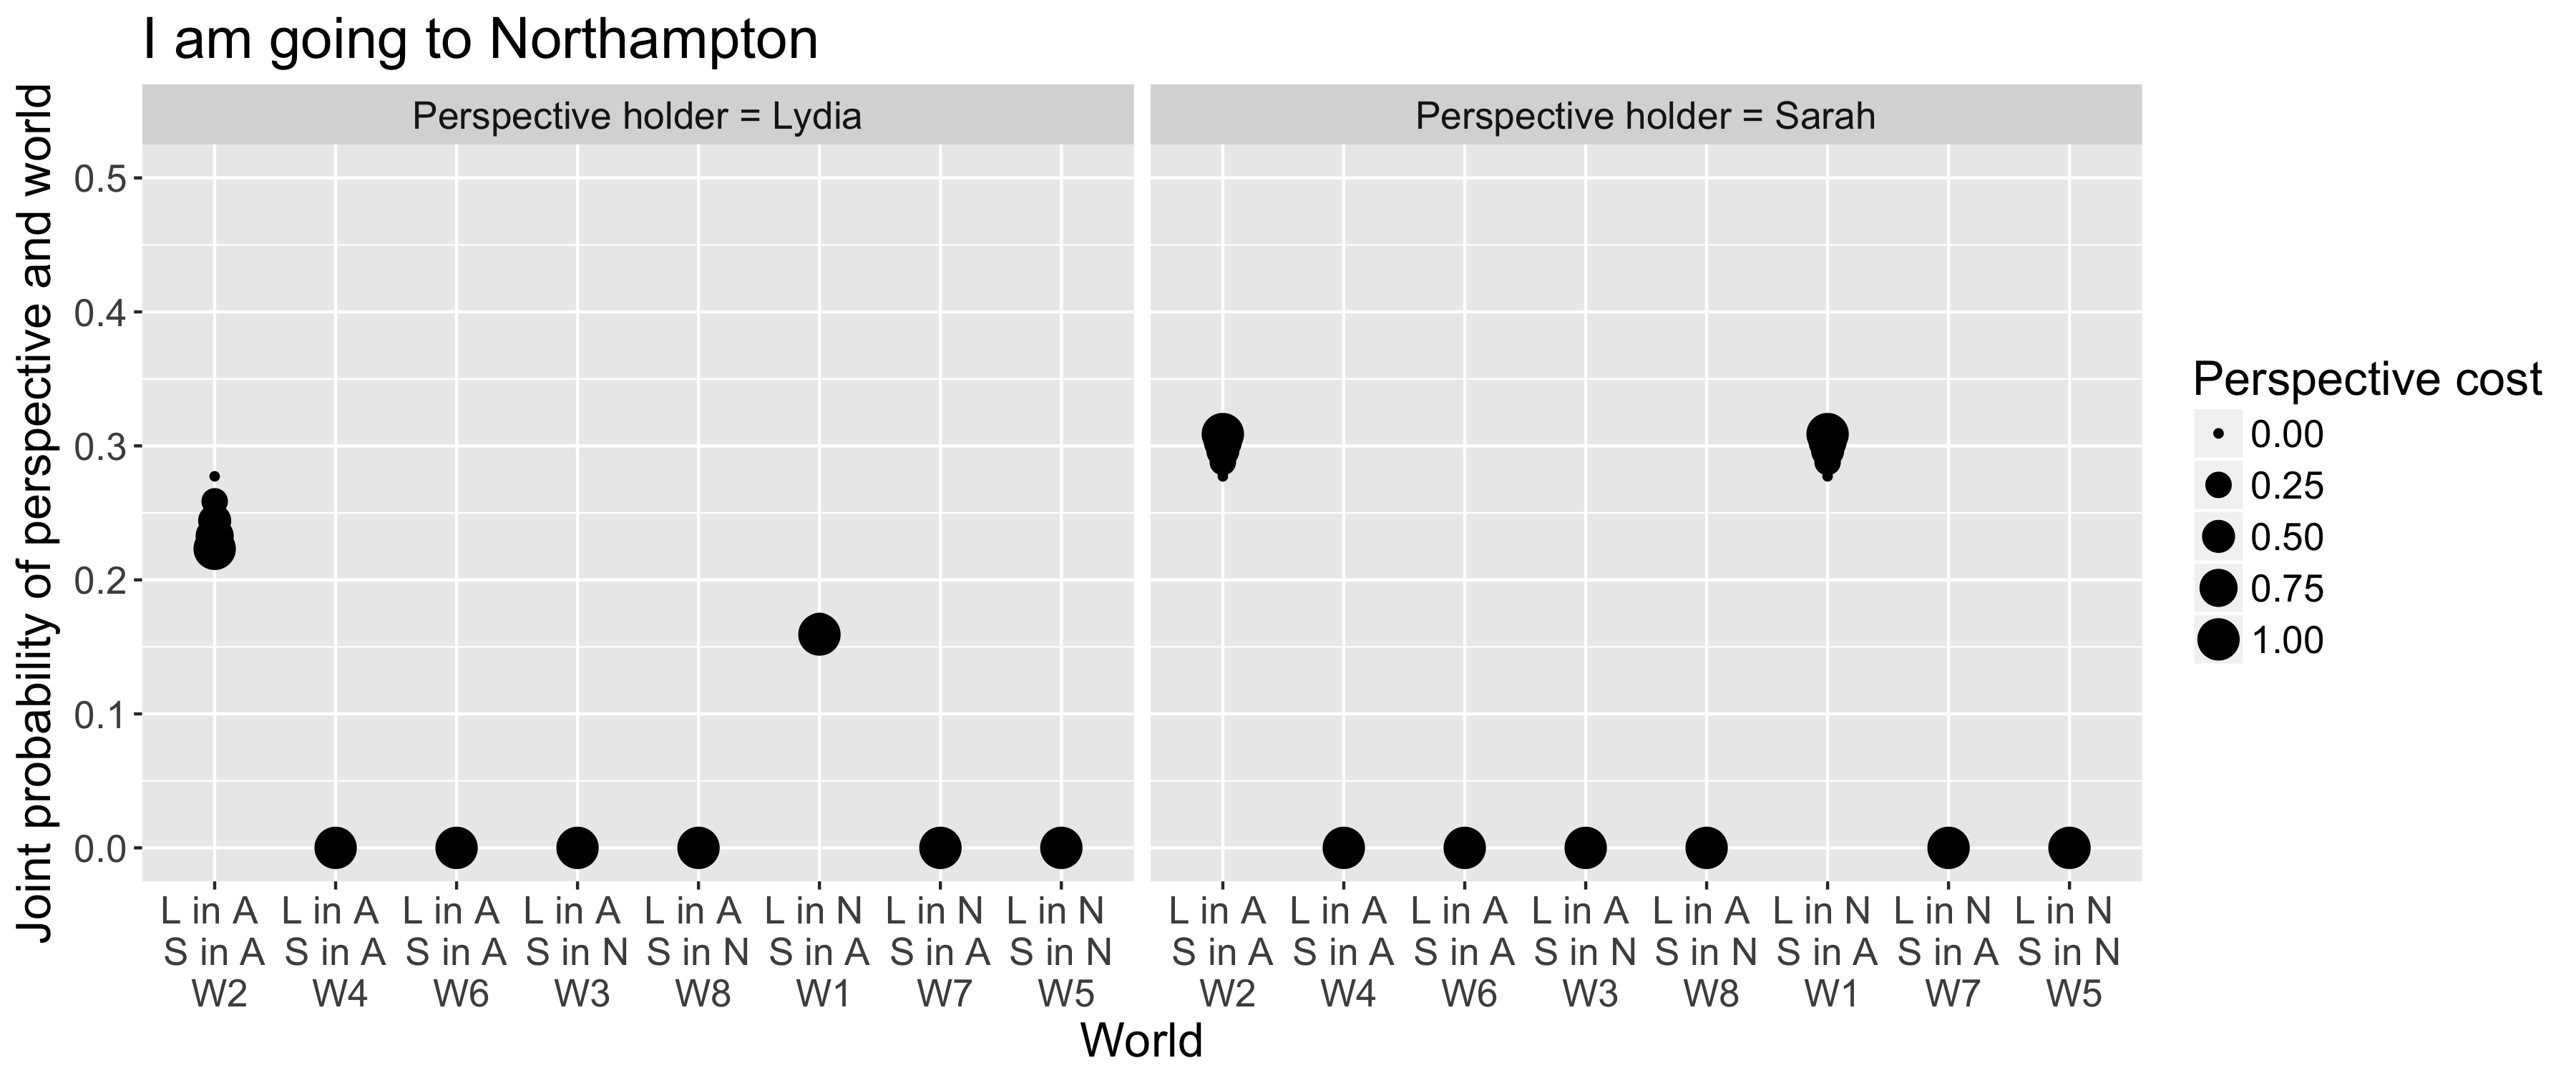 I am going to Northampton
Perspective holder = Lydia
Perspective holder = Sarah
Joint probability of perspective and world
0.5
0.4
0.3
0.2
0.1
0.0
L in A L in A L in A L in A L in A L in N L in N L in N
S in A S in A S in A S in N S in N S in A S in A S in N
W2 W4 W6 W3 W8 W1 W7 W5
L in A L in A L in A L in A L in A L in N L in N L in N
S in A S in A S in A S in N S in N S in A S in A S in N
W2 W4 W6 W3 W8 W1 W7 W5
World
Perspective cost
0.00
0.25
0.50
0.75
1.00